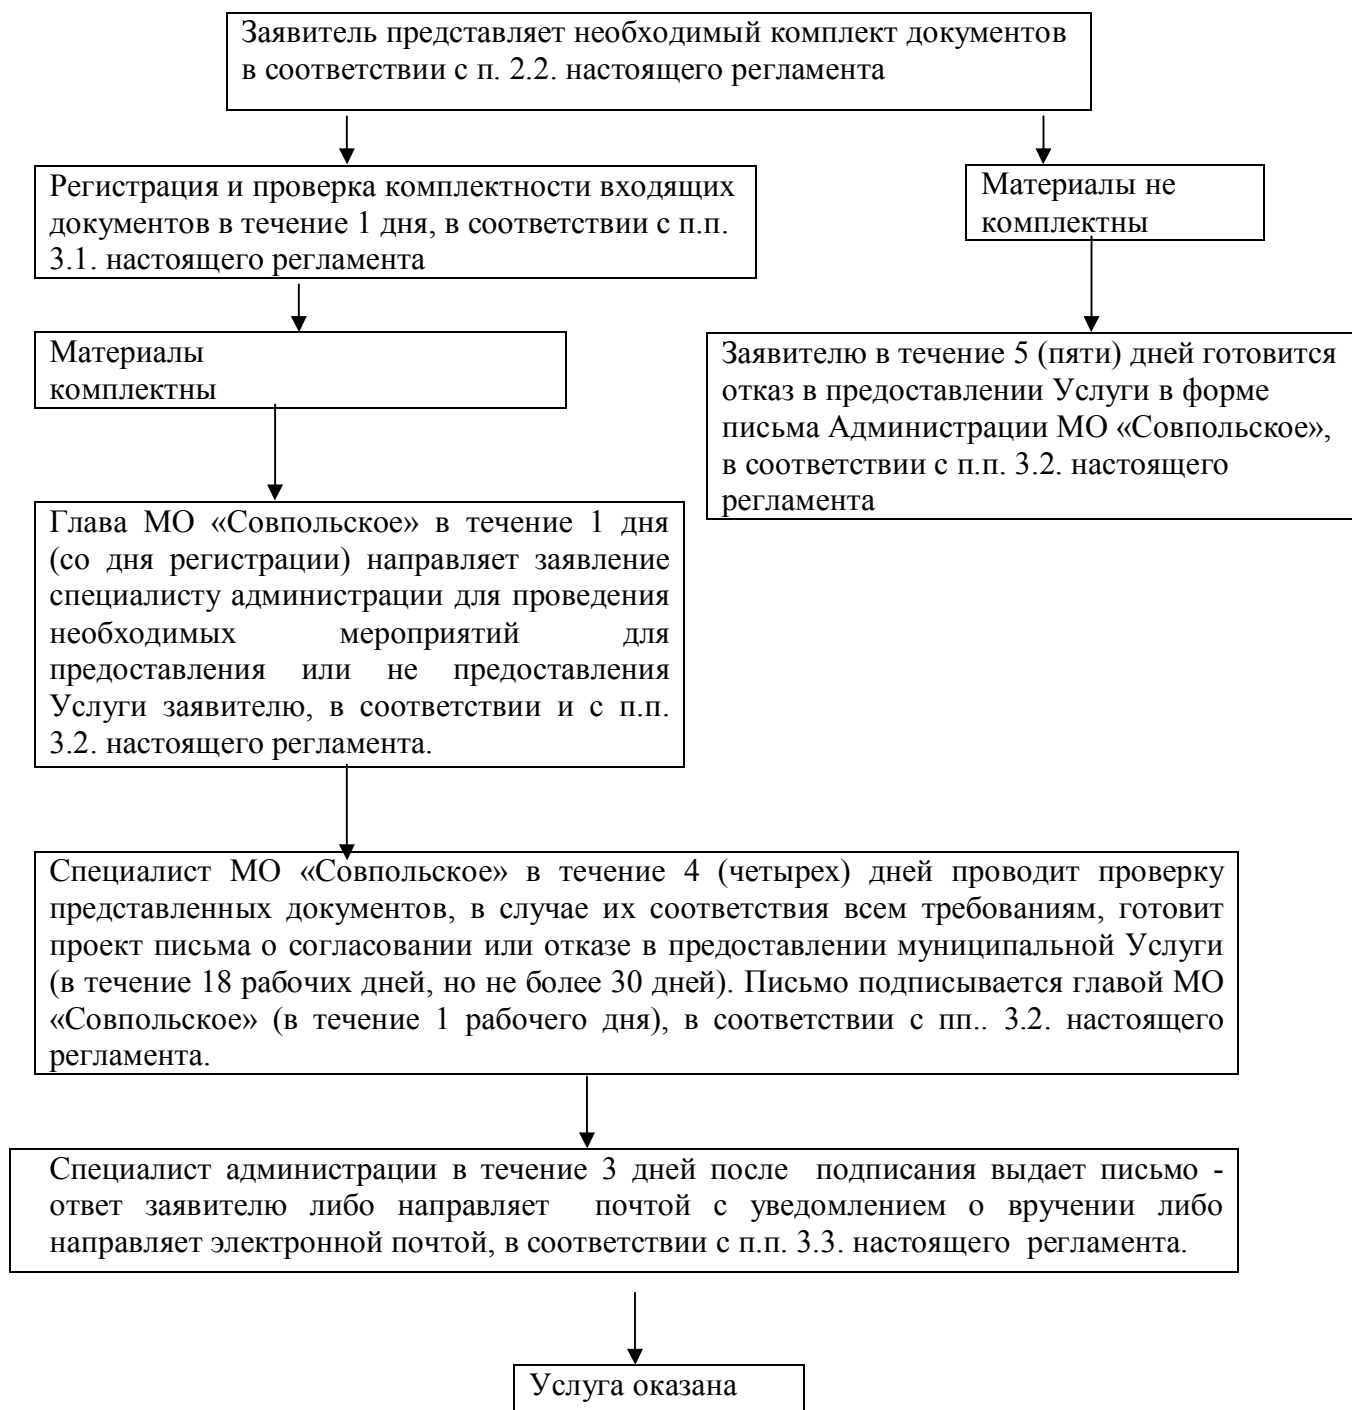 Заявитель представляет необходимый комплект документов
в соответствии с п. 2.2. настоящего регламента
Регистрация и проверка комплектности входящих
документов в течение 1 дня, в соответствии с п.п.
3.1. настоящего регламента
Материалы не
комплектны
Материалы
комплектны
Заявителю в течение 5 (пяти) дней готовится
отказ в предоставлении Услуги в форме
письма Администрации МО «Совпольское»,
в соответствии с п.п. 3.2. настоящего
регламента
Глава МО «Совпольское» в течение 1 дня
(со дня регистрации) направляет заявление
специалисту администрации для проведения
необходимых мероприятий для
предоставления или не предоставления
Услуги заявителю, в соответствии и с п.п.
3.2. настоящего регламента.
Специалист МО «Совпольское» в течение 4 (четырех) дней проводит проверку
представленных документов, в случае их соответствия всем требованиям, готовит
проект письма о согласовании или отказе в предоставлении муниципальной Услуги
(в течение 18 рабочих дней, но не более 30 дней). Письмо подписывается главой МО
«Совпольское» (в течение 1 рабочего дня), в соответствии с пп.. 3.2. настоящего
регламента.
Специалист администрации в течение 3 дней после подписания выдает письмо -
ответ заявителю либо направляет почтой с уведомлением о вручении либо
направляет электронной почтой, в соответствии с п.п. 3.3. настоящего регламента.
Услуга оказана